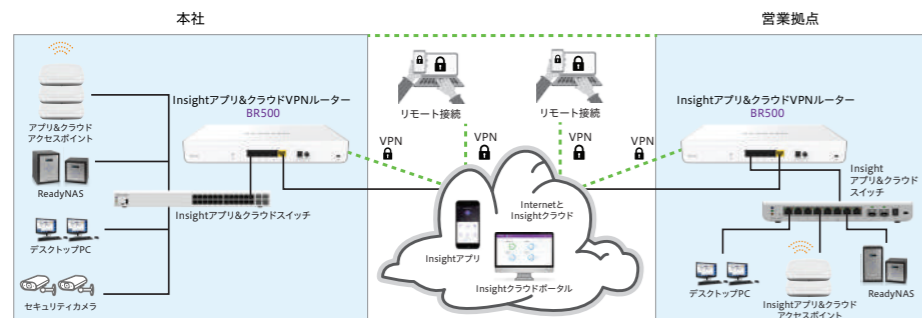 本社
営業拠点
アプリ&クラウド
アクセスポイント
ReadyNAS
デスクトップPC
セキュリティカメラ
Insightアプリ&クラウドVPNルーター
BR500
Insightアプリ&クラウドスイッチ
リモート接続
リモート接続
VPN
VPN
VPN
VPN
Internetと
Insightクラウド
Insightアプリ
Insightクラウドポータル
Insightアプリ&クラウドVPNルーター
BR500
Insight
アプリ&クラウド
スイッチ
デスクトップPC
Insightアプリ&クラウド
アクセスポイント
ReadyNAS